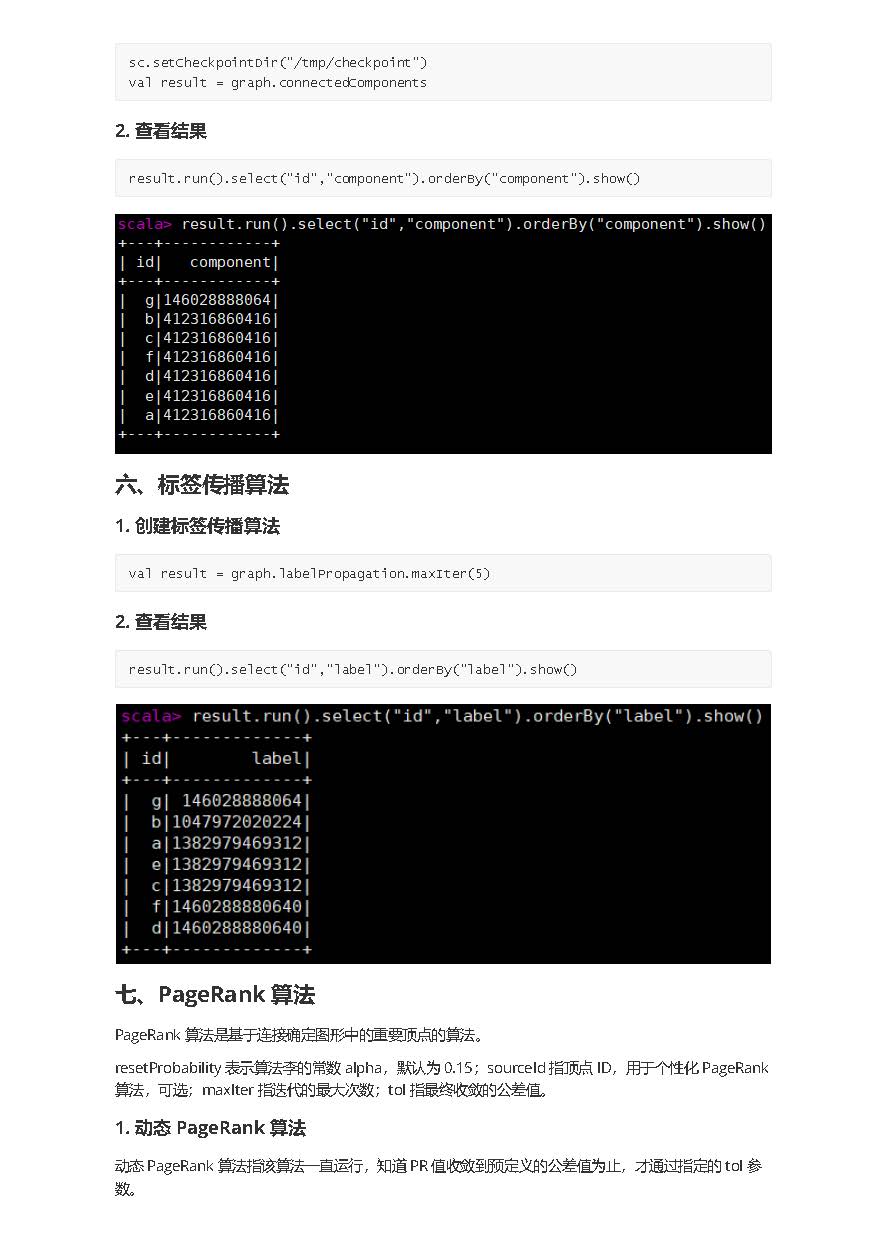 sc.setCheckpointDir("/tmp/checkpoint")
val result = graph.connectedComponents
2. 查看结果
result.run().select("id","component").orderBy("component").show()
scala> result.run().select("id","component").orderBy("component").show()
+---+------------+
| id|   component|
+---+------------+
|  g|146028888064|
|  b|412316860416|
|  c|412316860416|
|  f|412316860416|
|  d|412316860416|
|  e|412316860416|
|  a|412316860416|
+---+------------+
六、标签传播算法
1. 创建标签传播算法
val result = graph.labelPropagation.maxIter(5)
2. 查看结果
result.run().select("id","label").orderBy("label").show()
scala> result.run().select("id","label").orderBy("label").show()
+---+-------------+
| id|        label|
+---+-------------+
|  g| 146028888064|
|  b|1047972020224|
|  a|1382979469312|
|  e|1382979469312|
|  c|1382979469312|
|  f|1460288880640|
|  d|1460288880640|
+---+-------------+
七、PageRank 算法
PageRank 算法是基于连接确定图形中的重要顶点的算法。
resetProbability 表示算法李的常数 alpha，默认为 0.15；sourceId 指顶点 ID，用于个性化 PageRank
算法，可选；maxIter 指迭代的最大次数；tol 指最终收敛的公差值。
1. 动态 PageRank 算法
动态 PageRank 算法指该算法一直运行，知道 PR 值收敛到预定义的公差值为止，才通过指定的 tol 参
数。